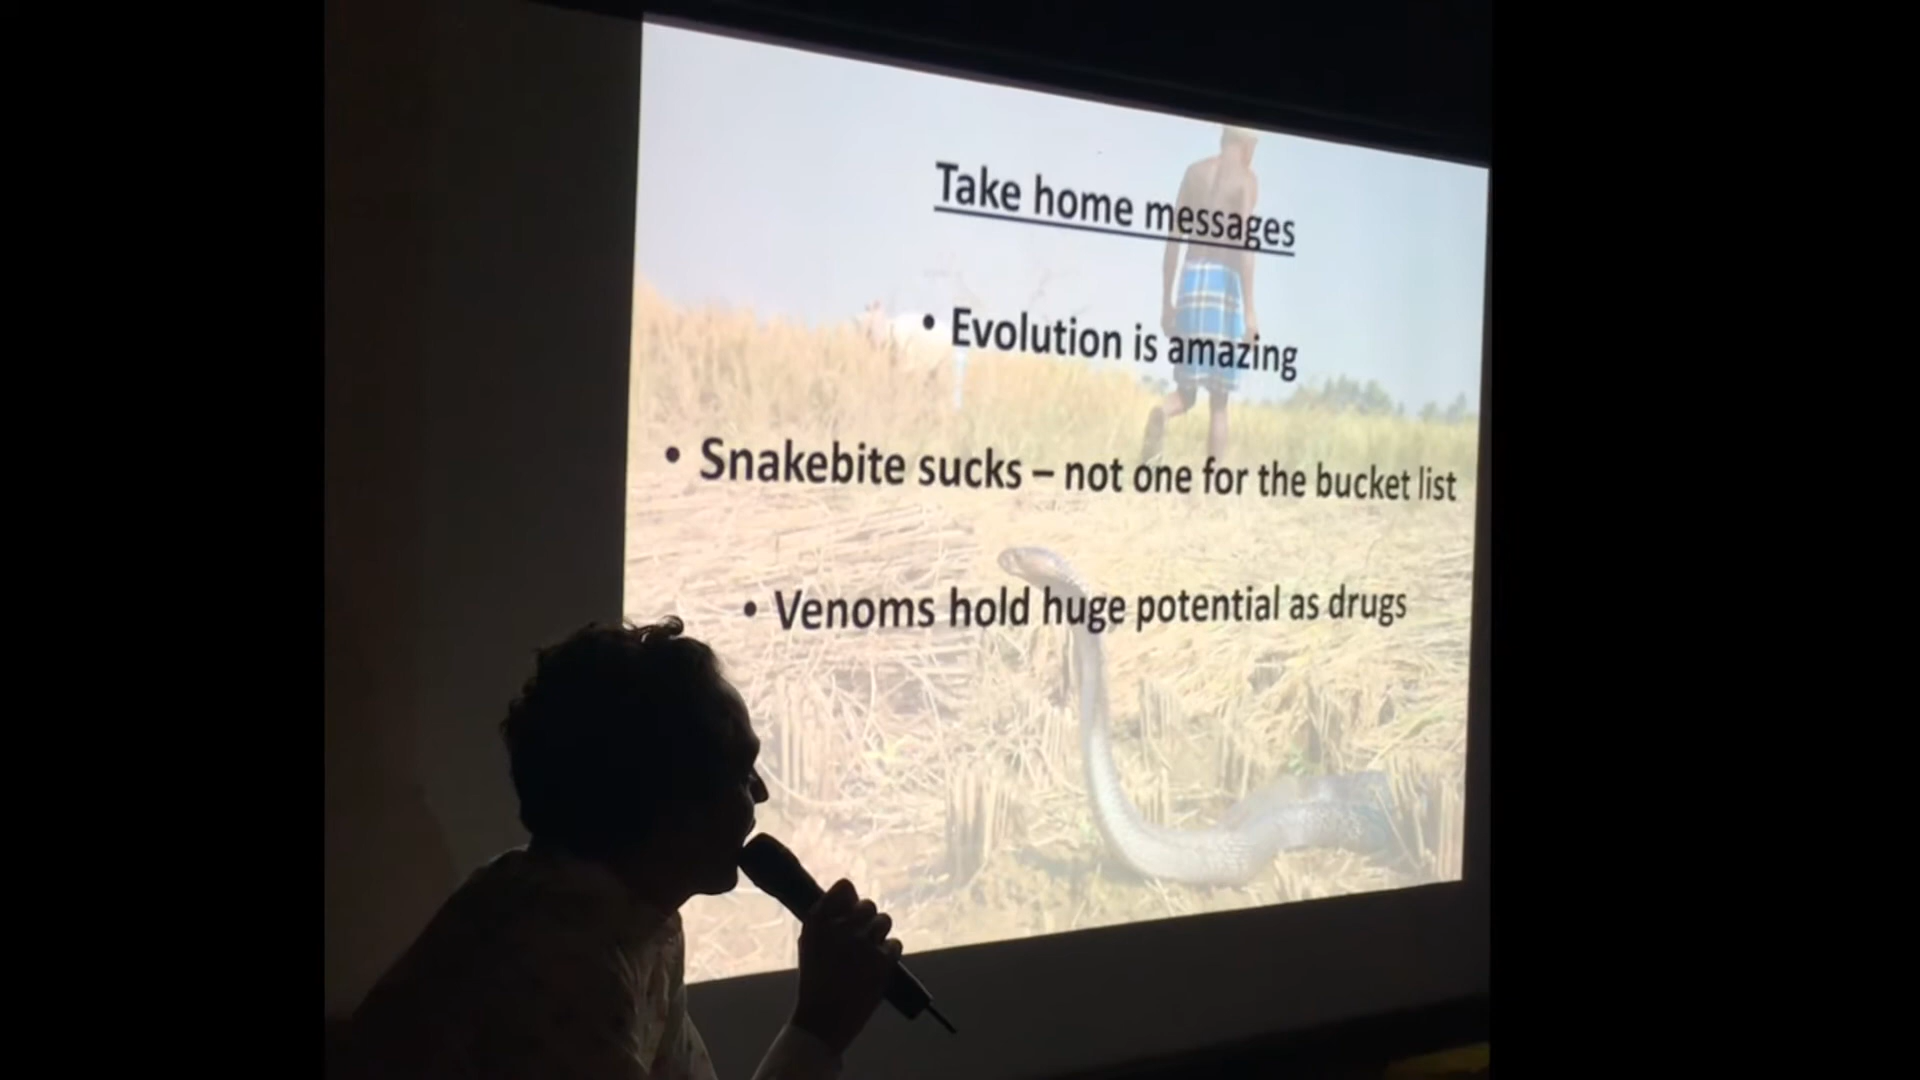 Take home messages
• Evolution is amazing
• Snakebite sucks – not one for the bucket list
• Venoms hold huge potential as drugs